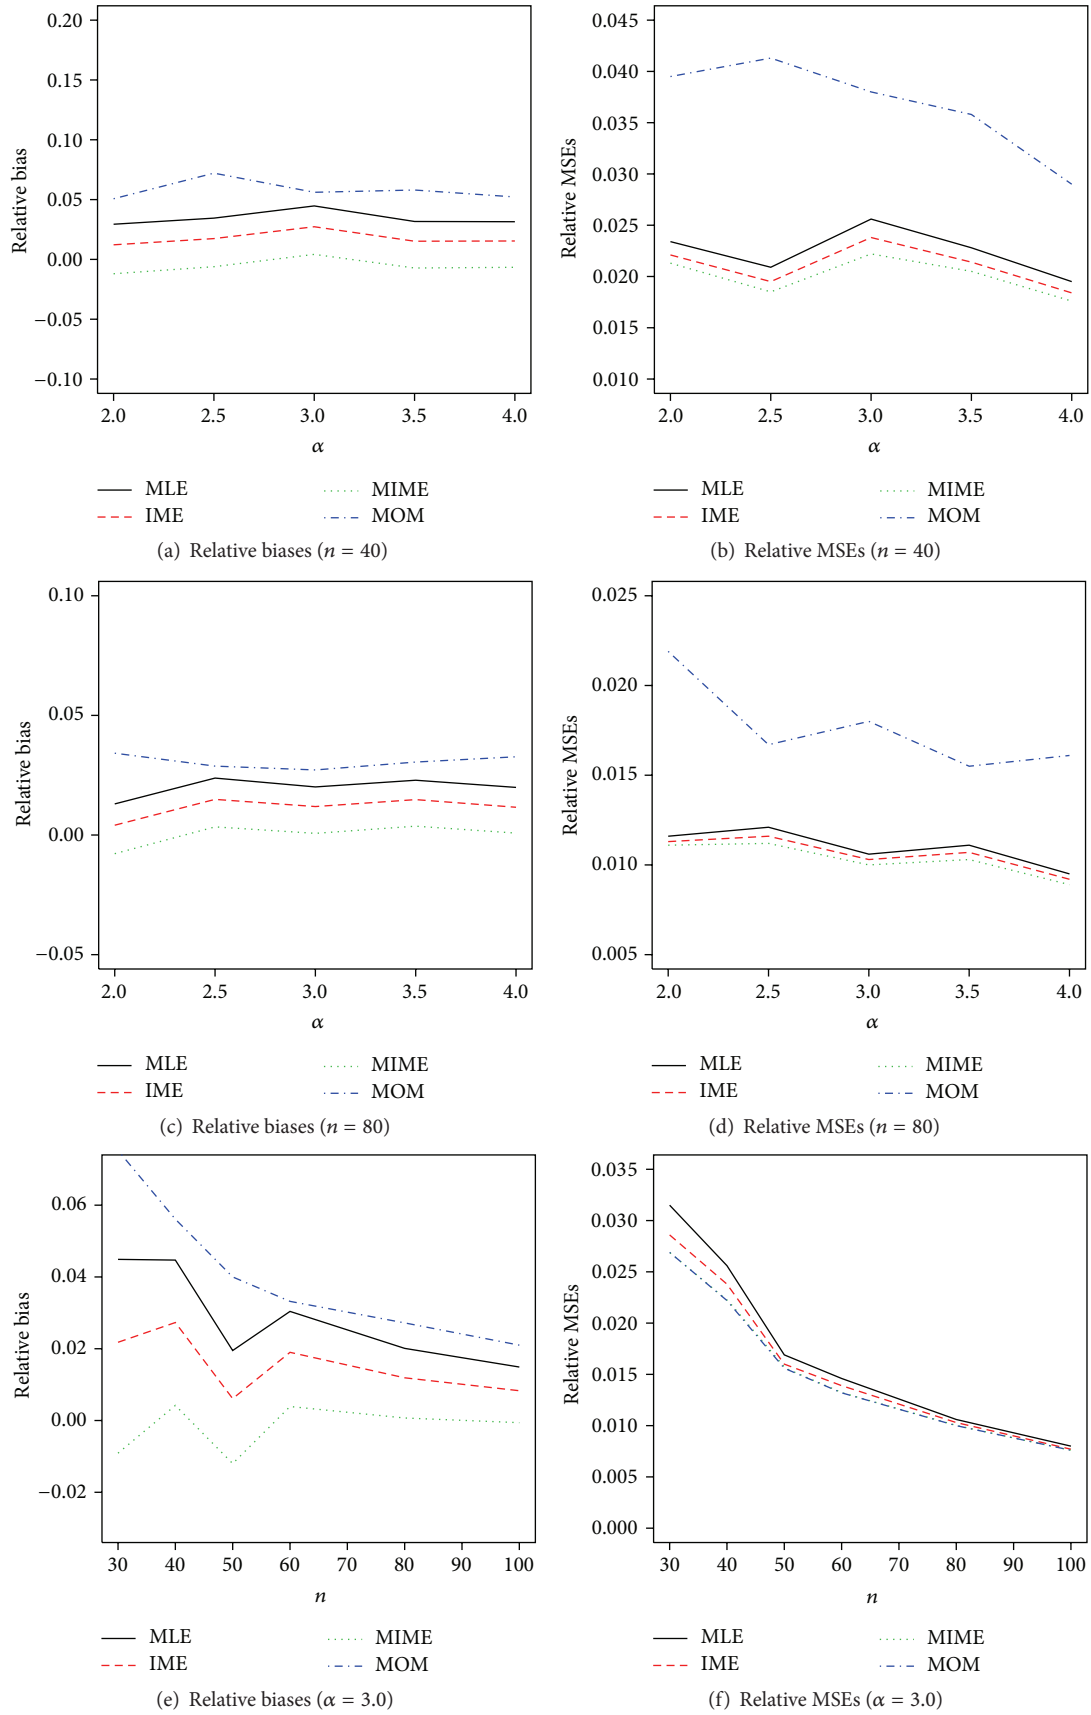 Relative bias
0.20
0.15
0.10
0.05
0.00
−0.05
−0.10
2.0 2.5 3.0 3.5 4.0
α
MLE MIME
IME MOM
(a) Relative biases (n = 40)
Relative MSEs
0.045
0.040
0.035
0.030
0.025
0.020
0.015
0.010
2.0 2.5 3.0 3.5 4.0
α
MLE MIME
IME MOM
(b) Relative MSEs (n = 40)
Relative bias
0.10
0.05
0.00
−0.05
2.0 2.5 3.0 3.5 4.0
α
MLE MIME
IME MOM
(c) Relative biases (n = 80)
Relative MSEs
0.025
0.020
0.015
0.010
0.005
2.0 2.5 3.0 3.5 4.0
α
MLE MIME
IME MOM
(d) Relative MSEs (n = 80)
Relative bias
0.06
0.04
0.02
0.00
−0.02
30 40 50 60 70 80 90 100
n
MLE MIME
IME MOM
(e) Relative biases (α = 3.0)
Relative MSEs
0.035
0.030
0.025
0.020
0.015
0.010
0.005
0.000
30 40 50 60 70 80 90 100
n
MLE MIME
IME MOM
(f) Relative MSEs (α = 3.0)